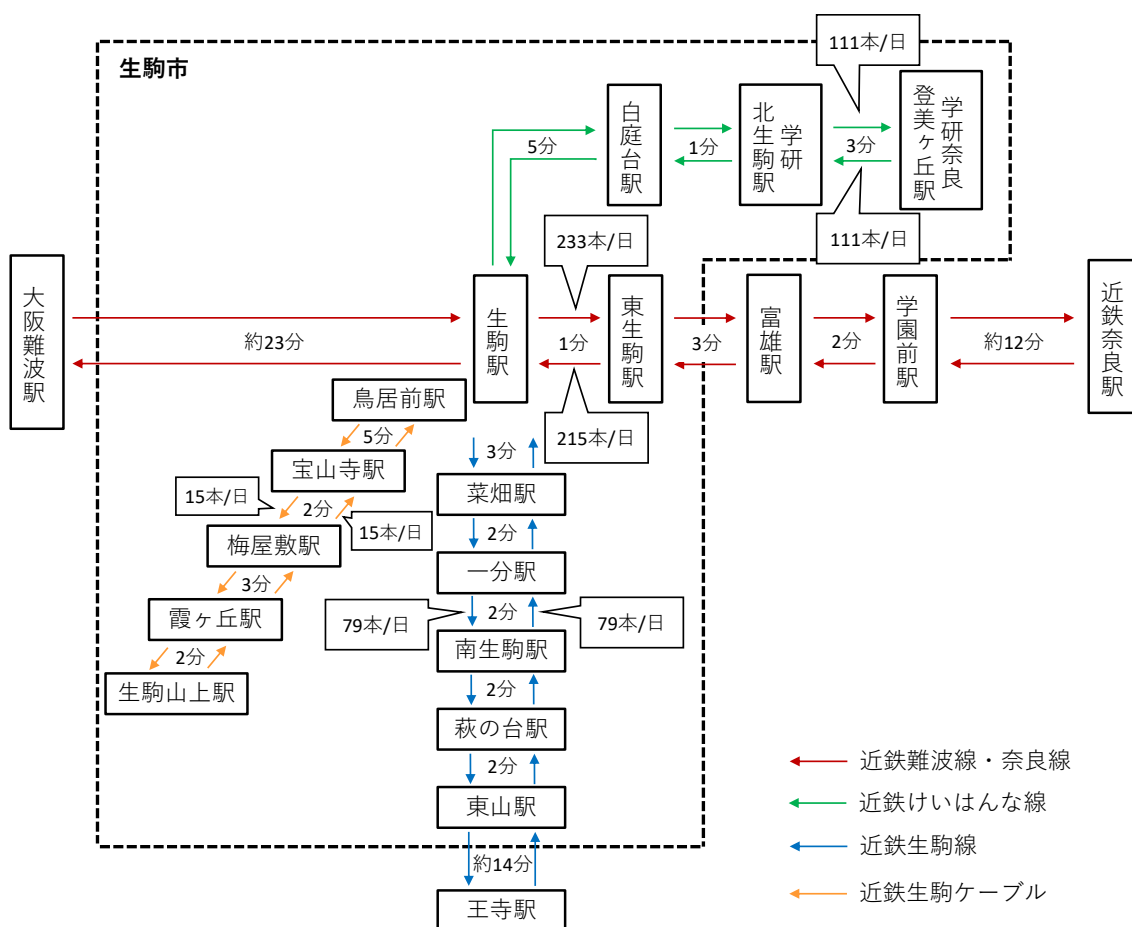 111本/日
生駒市
白庭台駅
学研
北生駒駅
学研奈良
登美ヶ丘駅
5分
1分
3分
233本/日
111本/日
大阪難波駅
生駒駅
東生駒駅
富雄駅
学園前駅
近鉄奈良駅
約23分
1分
3分
2分
約12分
215本/日
鳥居前駅
5分
3分
宝山寺駅
菜畑駅
15本/日
2分
15本/日
2分
梅屋敷駅
一分駅
3分
79本/日
2分
79本/日
霞ヶ丘駅
南生駒駅
2分
2分
生駒山上駅
萩の台駅
2分
東山駅
約14分
王寺駅
近鉄難波線・奈良線
近鉄けいはんな線
近鉄生駒線
近鉄生駒ケーブル